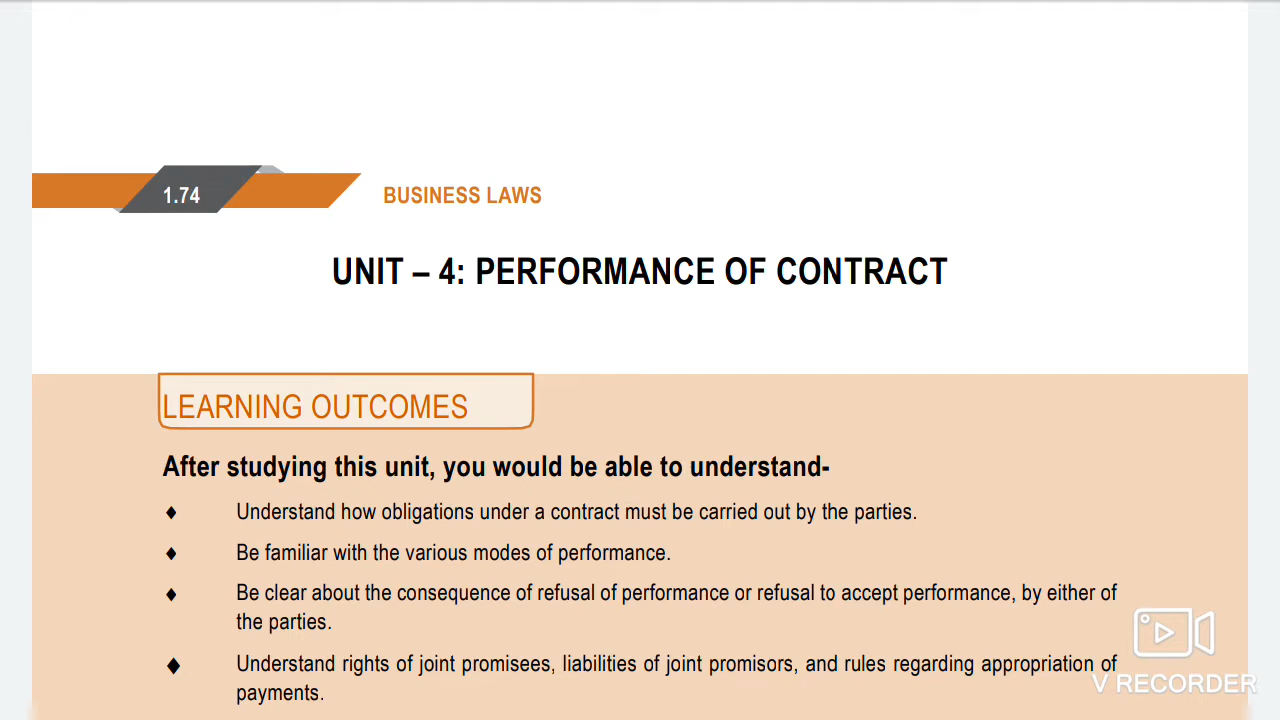 1.74
BUSINESS LAWS
UNIT – 4: PERFORMANCE OF CONTRACT
LEARNING OUTCOMES
After studying this unit, you would be able to understand-
♦ Understand how obligations under a contract must be carried out by the parties.
♦ Be familiar with the various modes of performance.
♦ Be clear about the consequence of refusal of performance or refusal to accept performance, by either of
the parties.
♦ Understand rights of joint promisees, liabilities of joint promisors, and rules regarding appropriation of
payments.
V RECORDER